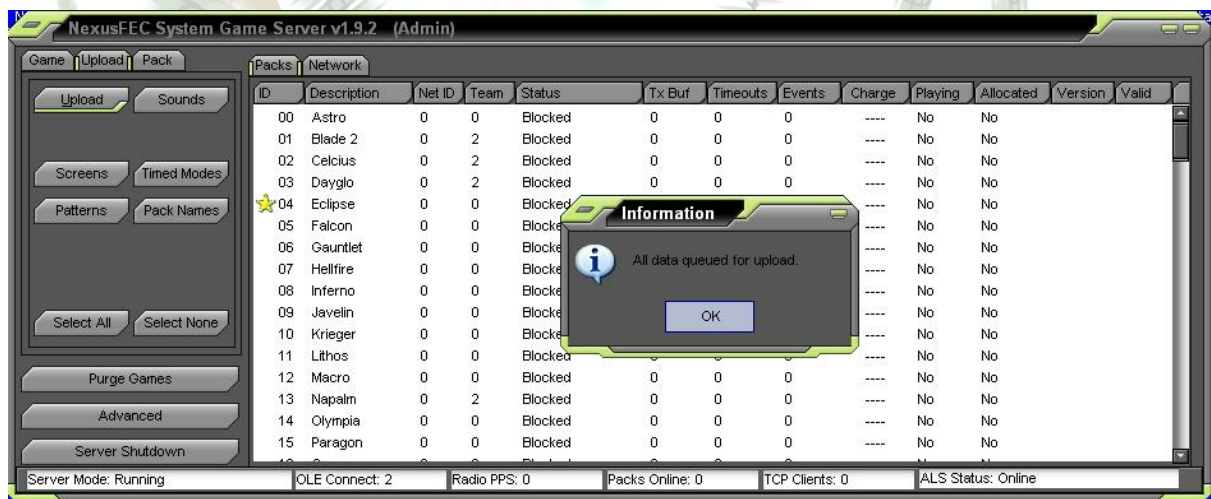 NexusFEC System Game Server v1.9.2 (Admin)
Game Upload Pack
Packs Network
Upload Sounds
Screens Timed Modes
Patterns Pack Names
Select All Select None
Purge Games
Advanced
Server Shutdown
ID Description Net ID Team Status Tx Buf Timeouts Events Charge Playing Allocated Version Valid
00 Astro 0 0 Blocked 0 0 0 ---- No No
01 Blade 2 0 2 Blocked 0 0 0 ---- No No
02 Celcius 0 2 Blocked 0 0 0 ---- No No
03 Dayglo 0 2 Blocked 0 0 0 ---- No No
04 Eclipse 0 0 Blocked ---- No No
05 Falcon 0 0 Blocke ---- No No
06 Gauntlet 0 0 Blocke ---- No No
07 Hellfire 0 0 Blocke ---- No No
08 Inferno 0 0 Blocke ---- No No
09 Javelin 0 0 Blocke ---- No No
10 Krieger 0 0 Blocke ---- No No
11 Lithos 0 0 Blocked 0 0 0 ---- No No
12 Macro 0 0 Blocked 0 0 0 ---- No No
13 Napalm 0 2 Blocked 0 0 0 ---- No No
14 Olympia 0 0 Blocked 0 0 0 ---- No No
15 Paragon 0 0 Blocked 0 0 0 ---- No No
Information
All data queued for upload.
OK
Server Mode: Running OLE Connect: 2 Radio PPS: 0 Packs Online: 0 TCP Clients: 0 ALS Status: Online